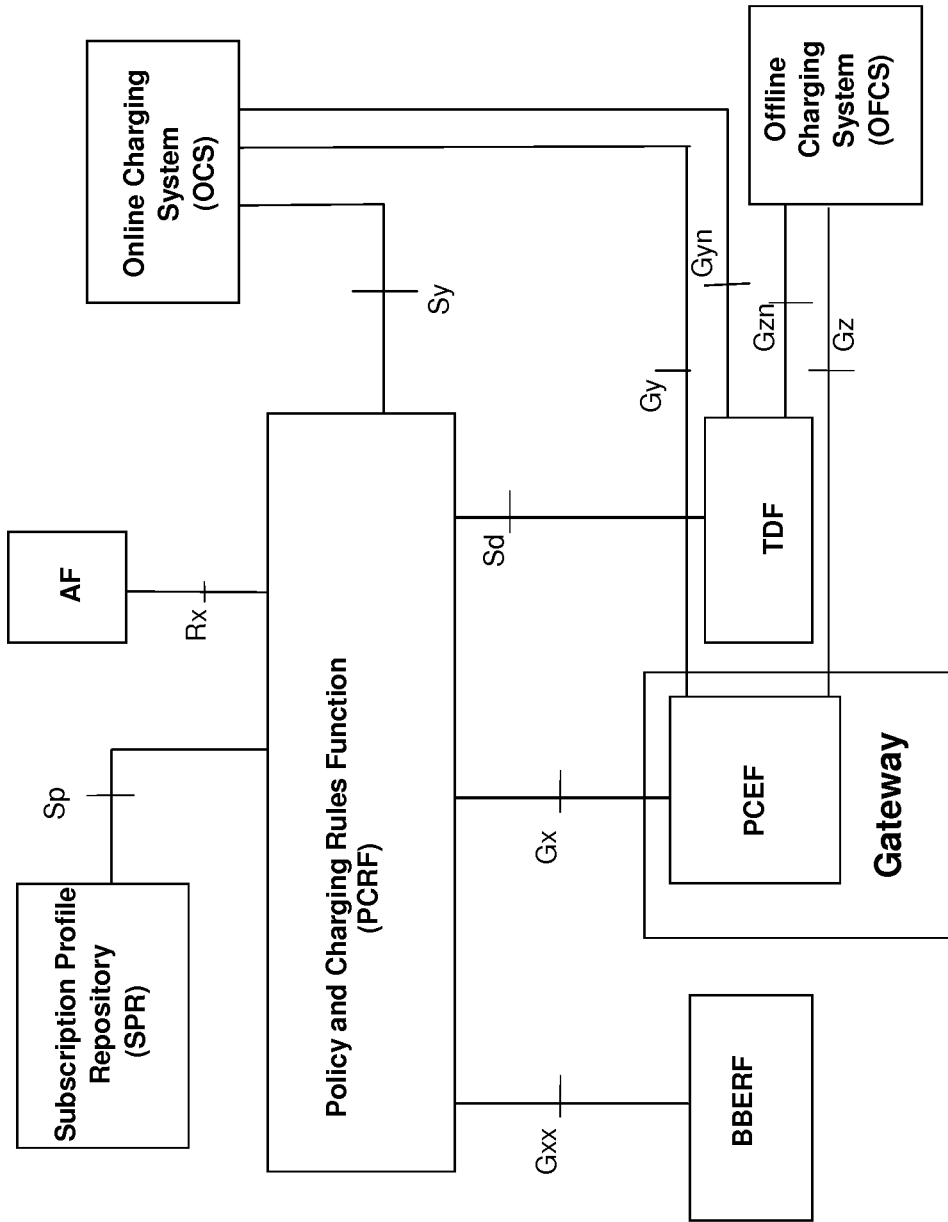 Subscription Profile
Repository
(SPR)
Sp
AF
Rx
Online Charging
System
(OCS)
Sy
Policy and Charging Rules Function
(PCRF)
Gxx
Gx
Sd
Gy
Gyn
Gzn
Gz
BBERF
PCEF
Gateway
TDF
Offline
Charging
System
(OFCS)